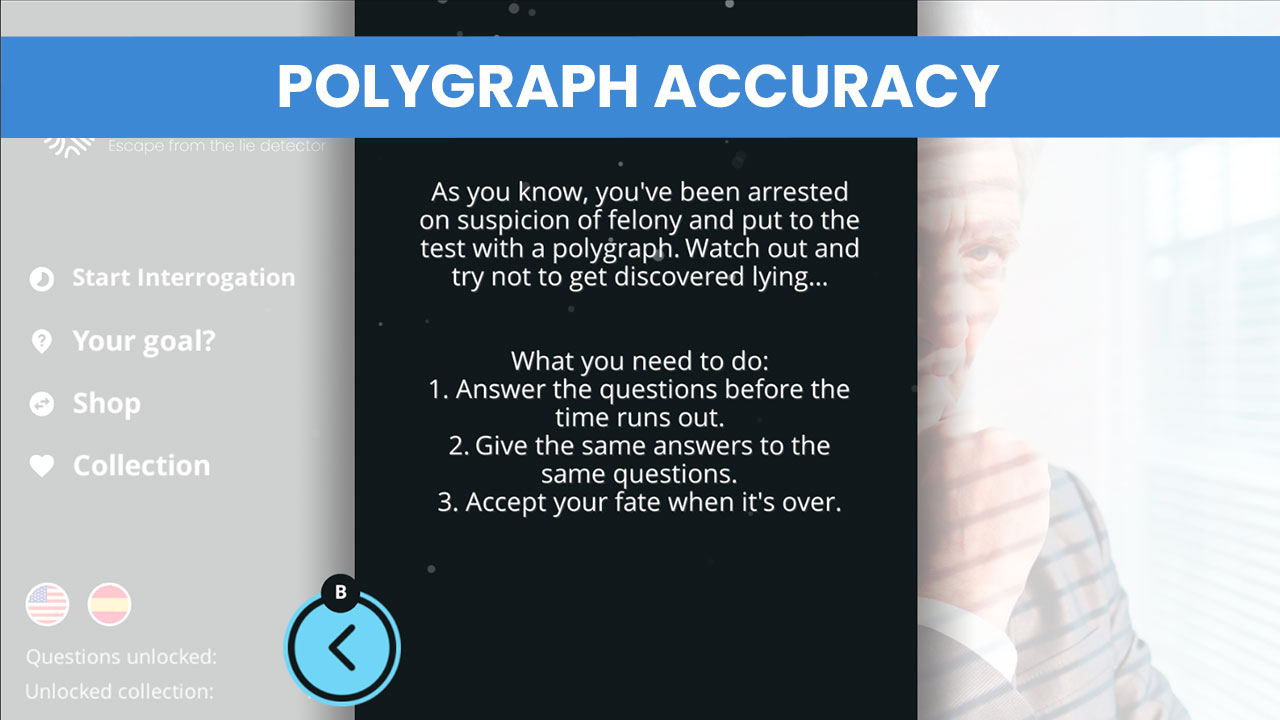 POLYGRAPH ACCURACY
Escape from the lie detector
Start Interrogation
Your goal?
Shop
Collection
Questions unlocked:
Unlocked collection:
As you know, you've been arrested
on suspicion of felony and put to the
test with a polygraph. Watch out and
try not to get discovered lying...
What you need to do:
1. Answer the questions before the
time runs out.
2. Give the same answers to the
same questions.
3. Accept your fate when it's over.
B